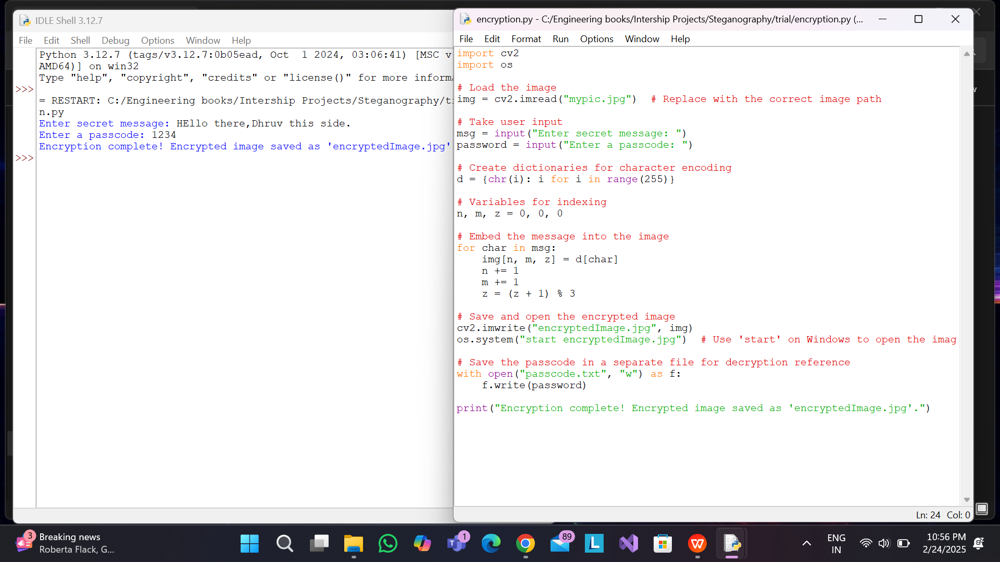 IDLE Shell 3.12.7
File Edit Shell Debug Options Window Help
Python 3.12.7 (tags/v3.12.7:0b05ead, Oct  1 2024, 03:06:41) [MSC v
AMD64)] on win32
Type "help", "copyright", "credits" or "license()" for more
>>>
= RESTART: C:/Engineering books/Intership Projects/Steganography/
n.py
Enter secret message: HEllo there,Dhruv this side.
Enter a passcode: 1234
Encryption complete! Encrypted image saved as 'encryptedImage.jpg'
>>>
encryption.py - C:/Engineering books/Intership Projects/Steganography/trial/encryption.py (...
File Edit Format Run Options Window Help
import cv2
import os
# Load the image
img = cv2.imread("mypic.jpg")  # Replace with the correct image path
# Take user input
msg = input("Enter secret message: ")
password = input("Enter a passcode: ")
# Create dictionaries for character encoding
d = {chr(i): i for i in range(255)}
# Variables for indexing
n, m, z = 0, 0, 0
# Embed the message into the image
for char in msg:
    img[n, m, z] = d[char]
    n += 1
    m += 1
    z = (z + 1) % 3
# Save and open the encrypted image
cv2.imwrite("encryptedImage.jpg", img)
os.system("start encryptedImage.jpg")  # Use 'start' on Windows to open the imag
# Save the passcode in a separate file for decryption reference
with open("passcode.txt", "w") as f:
    f.write(password)
print("Encryption complete! Encrypted image saved as 'encryptedImage.jpg'.")
Ln: 24 Col: 0
3
Breaking news
Roberta Flack, G...
1
89
ENG
IN
10:56 PM
2/24/2025